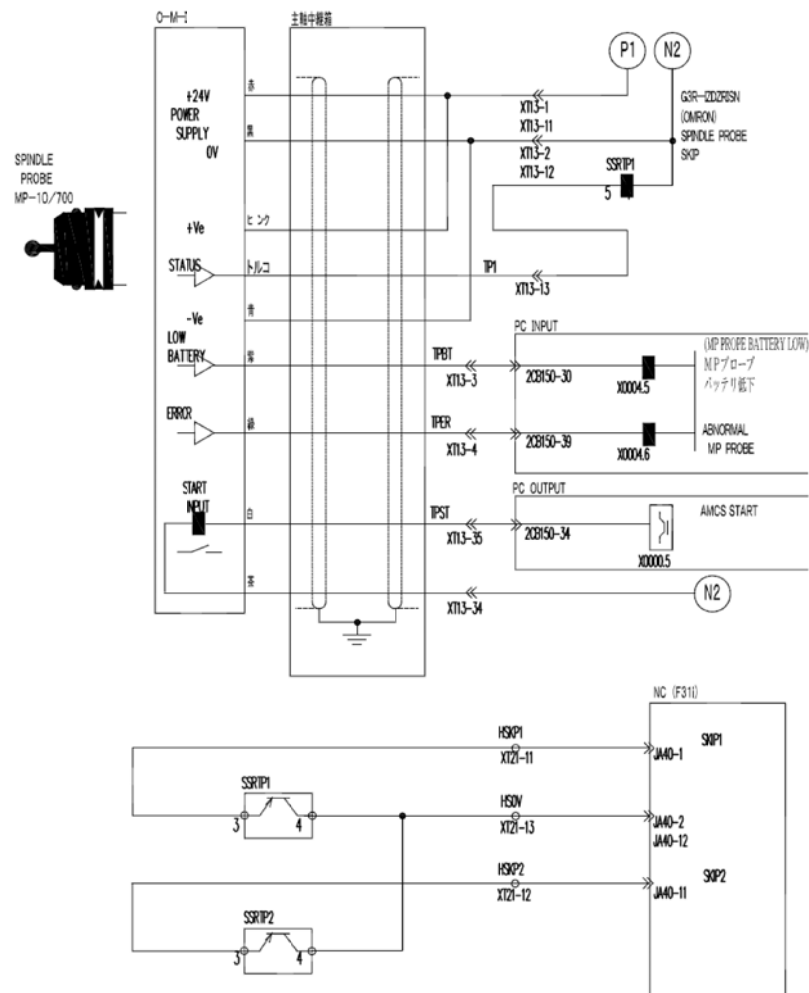 O-M-I
主軸中継箱
P1
N2
+24V
POWER
SUPPLY
0V
赤
XT13-1
XT13-11
XT13-2
XT13-12
G3R-IZDZRISN
(OMRON)
SPINDLE PROBE
SKIP
SSRTP1
5
SPINDLE
PROBE
MP-10/700
+Ve
ピンク
STATUS
トルコ
TP1
XT13-13
-Ve
LOW
BATTERY
TPBT
XT13-3
PC INPUT
2CB150-30
X0004.5
(MP PROPE BATTERY LOW)
MPプローブ
バッテリ低下
ERROR
TPER
XT13-4
2CB150-39
X0004.6
ABNORMAL
MP PROBE
START
INPUT
白
TPST
XT13-35
PC OUTPUT
2CB150-34
X0000.5
AMCS START
XT13-34
N2
NC (F31i)
HSKP1
XT21-11
JA40-1
SKIP1
SSRTP1
3
4
HS0V
XT21-13
JA40-2
JA40-12
HSKP2
XT21-12
JA40-11
SKIP2
SSRTP2
3
4